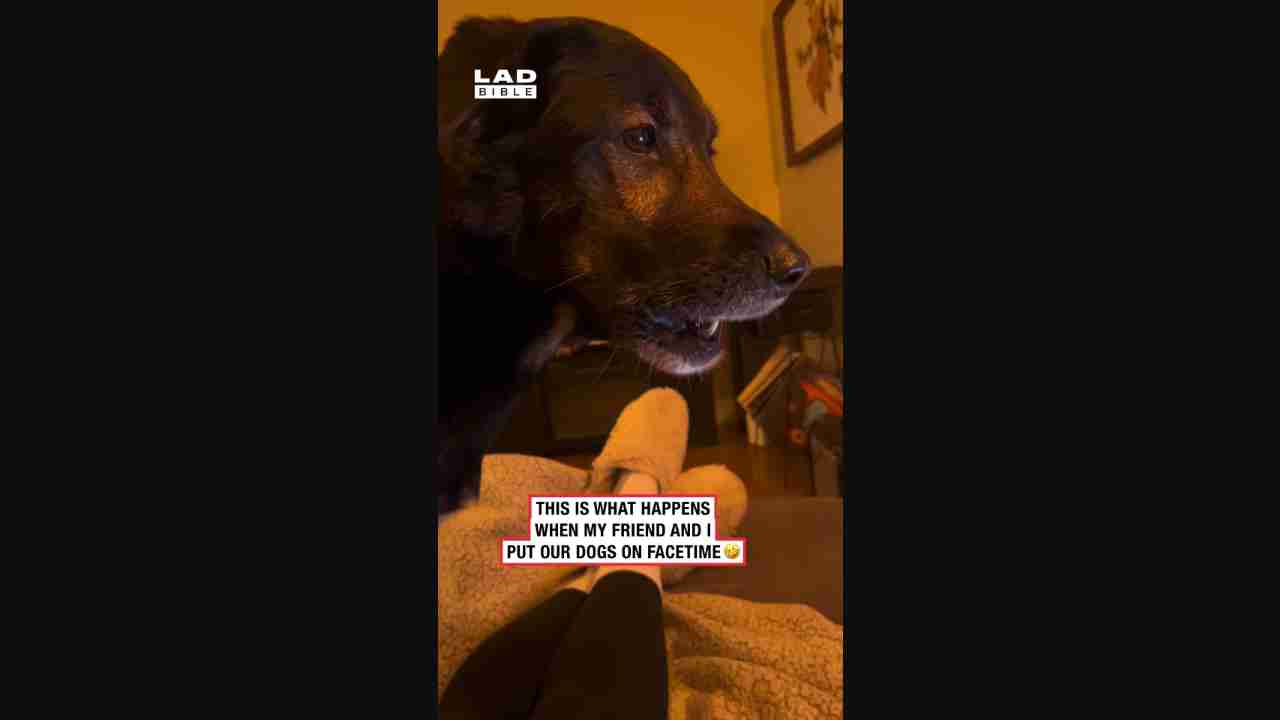 LAD
BIBLE
THIS IS WHAT HAPPENS
WHEN MY FRIEND AND I
PUT OUR DOGS ON FACETIME🤣